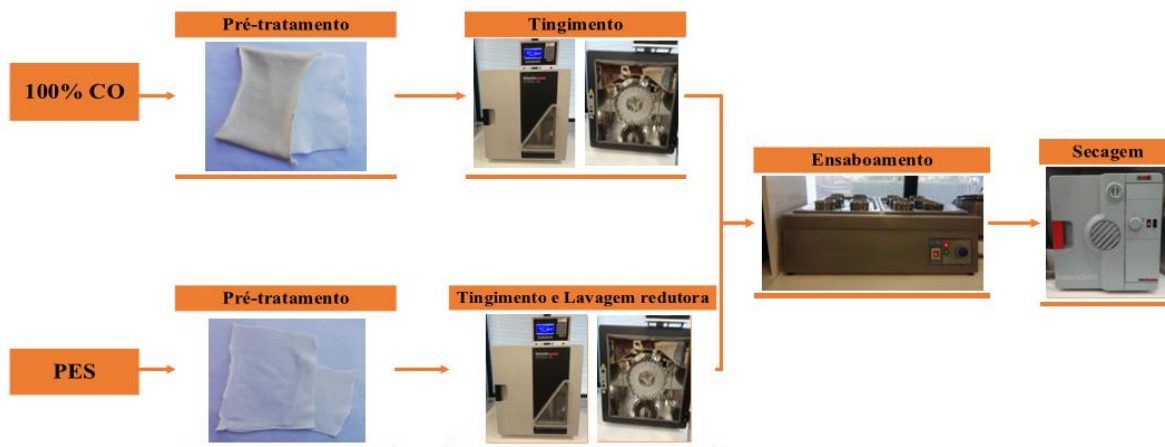 Pré-tratamento
Tingimento
100% CO
Ensaboamento
Secagem
Pré-tratamento
Tingimento e Lavagem redutora
PES